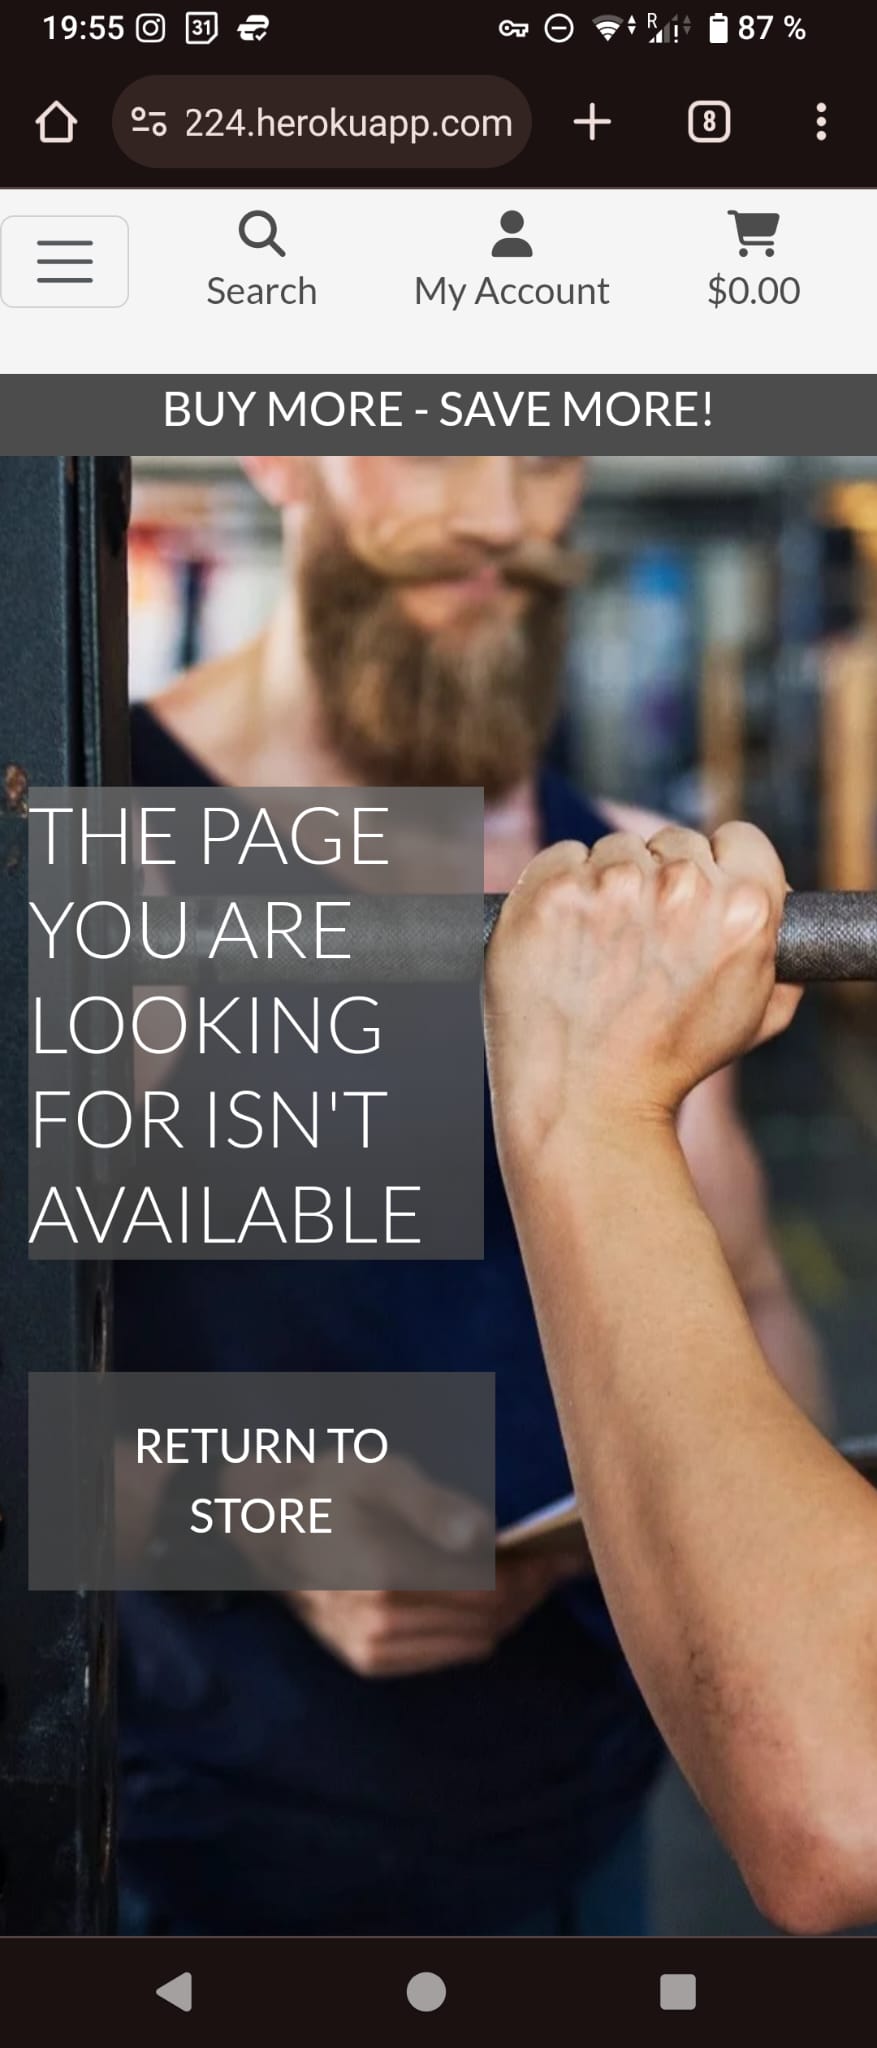 19:55 31 R 87 %
224.herokuapp.com 8
Search My Account $0.00
BUY MORE - SAVE MORE!
THE PAGE
YOU ARE
LOOKING
FOR ISN'T
AVAILABLE
RETURN TO
STORE